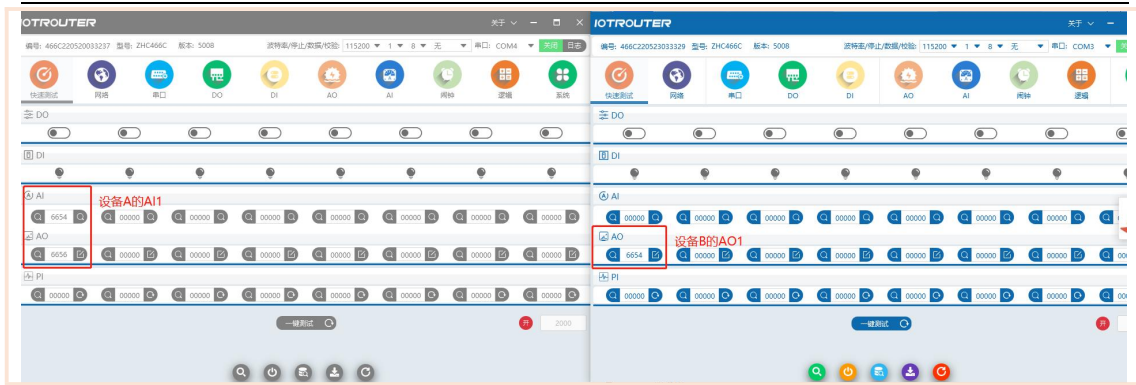 IOTROUTER 关于
编号: 466C220520033237 型号: ZHC466C 版本: 5008 波特率/停止/数据/校验: 115200 1 8 无 串口: COM4 关闭 日志
快速测试 网络 串口 DO DI AO AI 闹钟 逻辑 系统
DO
DI
AI
设备A的AI1
6654 00000 00000 00000 00000 00000 00000 00000
AO
6656 00000 00000 00000 00000 00000 00000 00000
PI
00000 00000 00000 00000 00000 00000 00000 00000
一键测试 开 2000
IOTROUTER 关于
编号: 466C220523033329 型号: ZHC466C 版本: 5008 波特率/停止/数据/校验: 115200 1 8 无 串口: COM3
快速测试 网络 串口 DO DI AO AI 闹钟 逻辑
DO
DI
AI
00000 00000 00000 00000 00000 00000 00000
AO
设备B的AO1
6654 00000 00000 00000 00000 00000 00000 00
PI
00000 00000 00000 00000 00000 00000 00000 00
一键测试 开